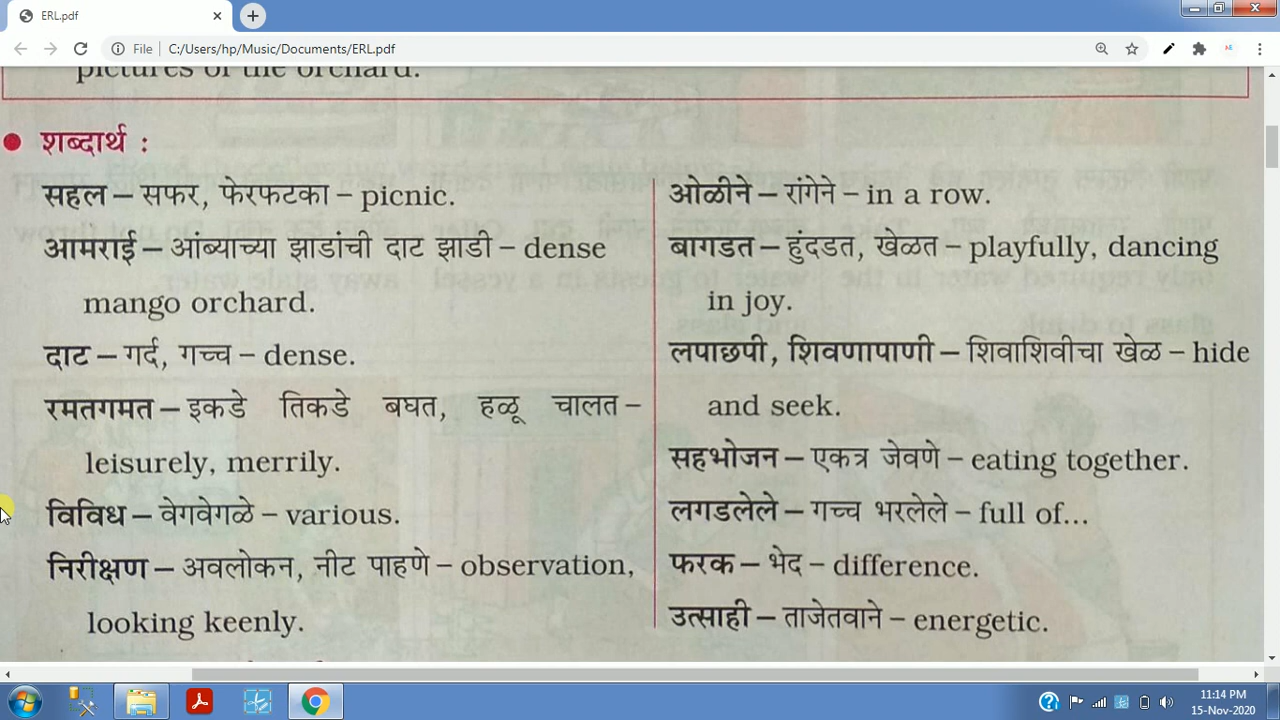 ERL.pdf
File C:/Users/hp/Music/Documents/ERL.pdf
pictures of the orchard.
शब्दार्थ :
सहल – सफर, फेरफटका – picnic.
आमराई – आंब्याच्या झाडांची दाट झाडी – dense
mango orchard.
दाट – गर्द, गच्च – dense.
रमतगमत – इकडे तिकडे बघत, हळू चालत –
leisurely, merrily.
विविध – वेगवेगळे – various.
निरीक्षण – अवलोकन, नीट पाहणे – observation,
looking keenly.
ओळीने – रांगेने – in a row.
बागडत – हुंदडत, खेळत – playfully, dancing
in joy.
लपाछपी, शिवणापाणी – शिवाशिवीचा खेळ – hide
and seek.
सहभोजन – एकत्र जेवणे – eating together.
लगडलेले – गच्च भरलेले – full of...
फरक – भेद – difference.
उत्साही – ताजेतवाने – energetic.
11:14 PM
15-Nov-2020